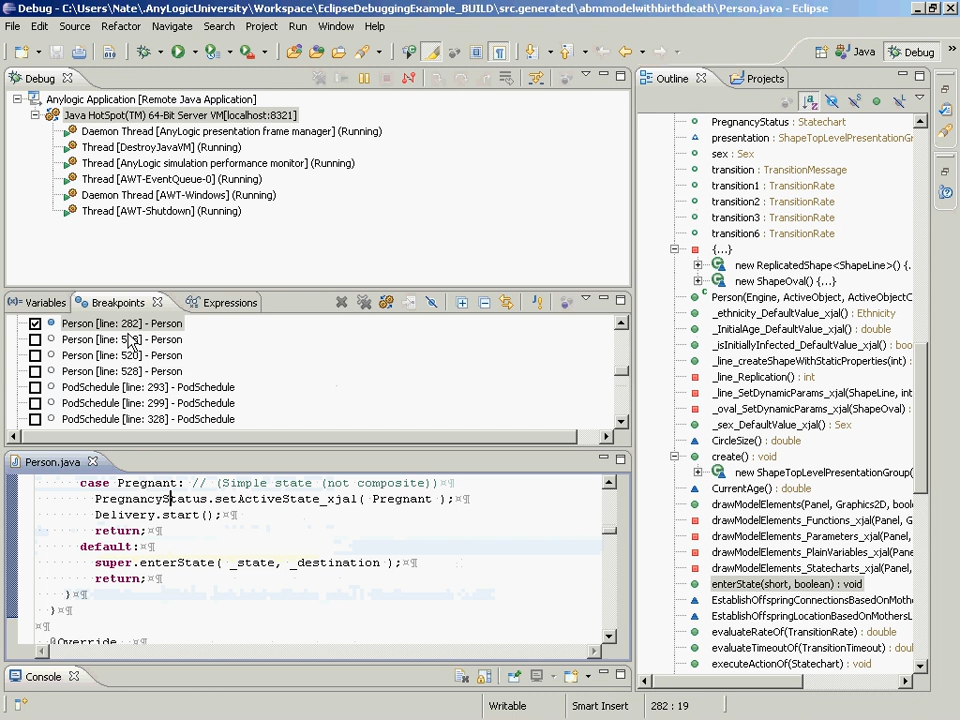 Debug - C:\Users\Nate.\AnyLogicUniversity\Workspace\EclipseDebuggingExample_BUILD\src.generated\abmmodelwithbirthdeath\Person.java - Eclipse
File Edit Source Refactor Navigate Search Project Run Window Help
Java Debug
Debug
Anylogic Application [Remote Java Application]
Java HotSpot(TM) 64-Bit Server VM[localhost:8321]
Daemon Thread [AnyLogic presentation frame manager] (Running)
Thread [DestroyJavaVM] (Running)
Thread [AnyLogic simulation performance monitor] (Running)
Thread [AWT-EventQueue-0] (Running)
Daemon Thread [AWT-Windows] (Running)
Thread [AWT-Shutdown] (Running)
Variables Breakpoints Expressions
Person [line: 282] - Person
Person [line: - Person
Person [line: 520] - Person
Person [line: 528] - Person
PodSchedule [line: 293] - PodSchedule
PodSchedule [line: 299] - PodSchedule
PodSchedule [line: 328] - PodSchedule
Person.java
case Pregnant: // (Simple state (not composite))¤¶
PregnancyStatus.setActiveState_xjal( Pregnant );¤¶
Delivery.start();¤¶
return;¤¶
default:¤¶
super.enterState( _state, _destination );¤¶
return;¤¶
}¤¶
}¤¶
¤¶
@Override
Console
Writable Smart Insert 282 : 19
Outline Projects
PregnancyStatus : Statechart
presentation : ShapeTopLevelPresentationGr
sex : Sex
transition : TransitionMessage
transition1 : TransitionRate
transition2 : TransitionRate
transition3 : TransitionRate
transition6 : TransitionRate
{...}
new ReplicatedShape<ShapeLine>() {.
new ShapeOval() {...}
Person(Engine, ActiveObject, ActiveObjectC
_ethnicity_DefaultValue_xjal() : Ethnicity
_InitialAge_DefaultValue_xjal() : double
_isInitiallyInfected_DefaultValue_xjal() : boo
_line_createShapeWithStaticProperties(int) :
_line_Replication() : int
_line_SetDynamicParams_xjal(ShapeLine, int
_oval_SetDynamicParams_xjal(ShapeOval) :
_sex_DefaultValue_xjal() : Sex
CircleSize() : double
create() : void
new ShapeTopLevelPresentationGroup(
CurrentAge() : double
drawModelElements(Panel, Graphics2D, bool
drawModelElements_Functions_xjal(Panel, G
drawModelElements_Parameters_xjal(Panel,
drawModelElements_PlainVariables_xjal(Pane
drawModelElements_Statecharts_xjal(Panel,
enterState(short, boolean) : void
EstablishOffspringConnectionsBasedOnMothe
EstablishOffspringLocationBasedOnMothersL
evaluateRateOf(TransitionRate) : double
evaluateTimeoutOf(TransitionTimeout) : doul
executeActionOf(Statechart) : void